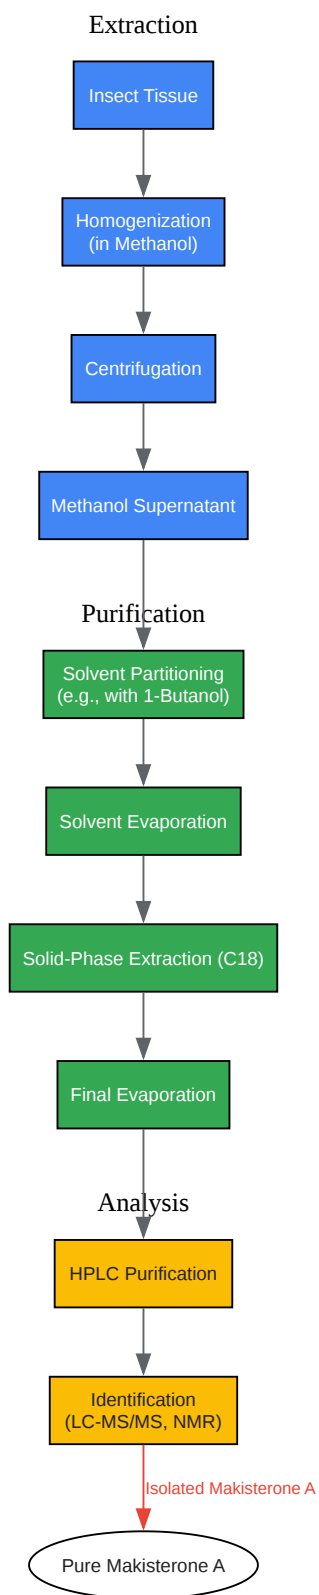 Extraction
Insect Tissue
Homogenization
(in Methanol)
Centrifugation
Methanol Supernatant
Purification
Solvent Partitioning
(e.g., with 1-Butanol)
Solvent Evaporation
Solid-Phase Extraction (C18)
Final Evaporation
Analysis
HPLC Purification
Identification
(LC-MS/MS, NMR)
Isolated Makisterone A
Pure Makisterone A